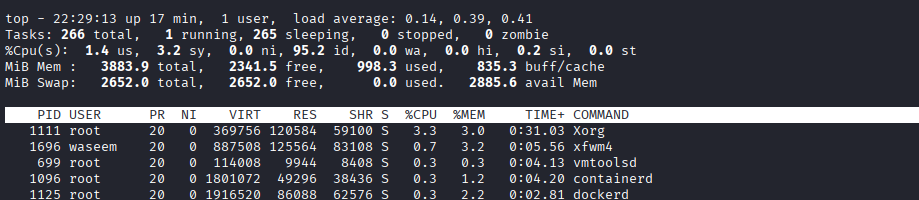 top - 22:29:13 up 17 min,  1 user,  load average: 0.14, 0.39, 0.41
Tasks: 266 total,   1 running, 265 sleeping,   0 stopped,   0 zombie
%Cpu(s):  1.4 us,  3.2 sy,  0.0 ni, 95.2 id,  0.0 wa,  0.0 hi,  0.2 si,  0.0 st
MiB Mem :   3883.9 total,   2341.5 free,    998.3 used,    835.3 buff/cache
MiB Swap:   2652.0 total,   2652.0 free,      0.0 used.   2885.6 avail Mem
PID USER      PR  NI    VIRT    RES    SHR S  %CPU  %MEM     TIME+ COMMAND
1111 root      20   0  369756 120584  59100 S   3.3   3.0   0:31.03 Xorg
1696 waseem    20   0  887508 125564  83108 S   0.7   3.2   0:05.56 xfwm4
699 root      20   0  114008   9944   8408 S   0.3   0.3   0:04.13 vmtoolsd
1096 root      20   0 1801072  49296  38436 S   0.3   1.2   0:04.20 containerd
1125 root      20   0 1916520  86088  62576 S   0.3   2.2   0:02.81 dockerd